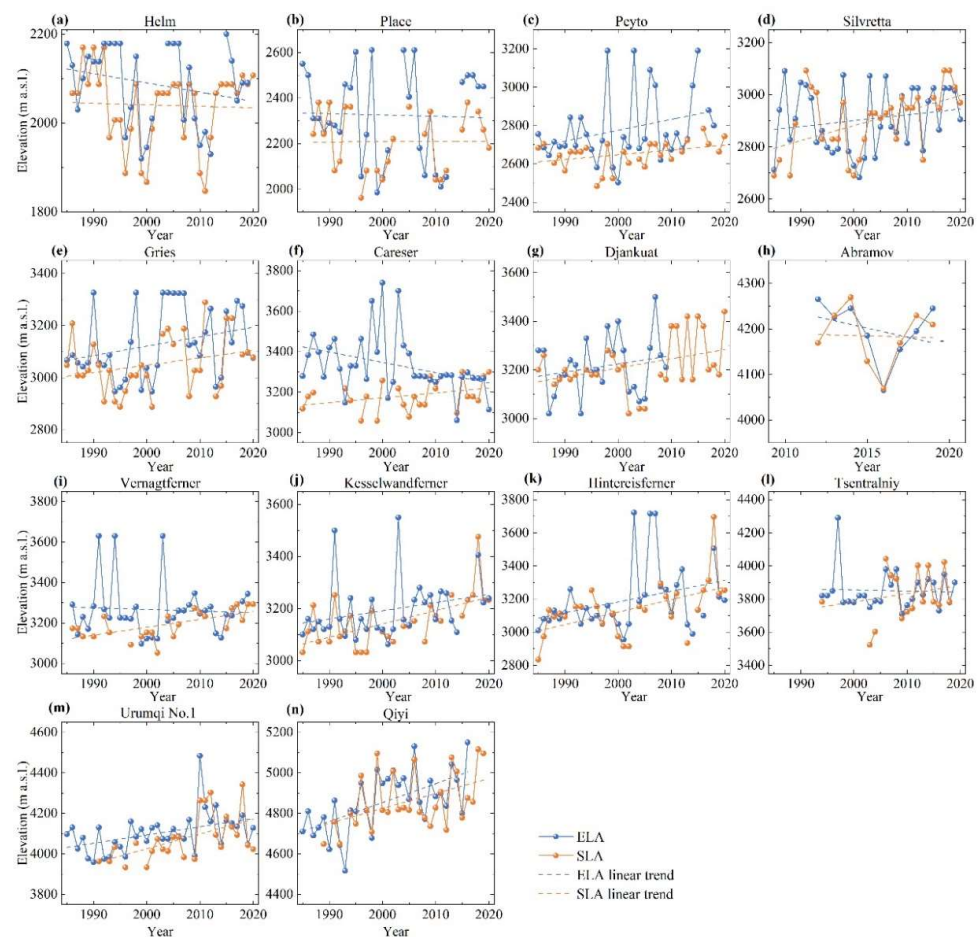 (a) Helm
(b) Place
(c) Peyto
(d) Silvretta
Elevation (m a.s.l.)
2200
2000
1800
1990 2000 2010 2020
Year
2600
2400
2200
2000
1990 2000 2010 2020
Year
3200
3000
2800
2600
2400
1990 2000 2010 2020
Year
3200
3000
2800
2600
1990 2000 2010 2020
Year
(e) Gries
(f) Careser
(g) Djankuat
(h) Abramov
Elevation (m a.s.l.)
3400
3200
3000
2800
1990 2000 2010 2020
Year
3800
3600
3400
3200
3000
1990 2000 2010 2020
Year
3600
3400
3200
3000
1990 2000 2010 2020
Year
4300
4200
4100
4000
2010 2015 2020
Year
(i) Vernagtferner
(j) Kesselwandferner
(k) Hintereisferner
(l) Tsentralniy
Elevation (m a.s.l.)
3800
3600
3400
3200
3000
1990 2000 2010 2020
Year
3600
3400
3200
3000
1990 2000 2010 2020
Year
3800
3600
3400
3200
3000
2800
1990 2000 2010 2020
Year
4400
4200
4000
3800
3600
3400
1990 2000 2010 2020
Year
(m) Urumqi No.1
(n) Qiyi
Elevation (m a.s.l.)
4600
4400
4200
4000
3800
1990 2000 2010 2020
Year
5200
5000
4800
4600
4400
1990 2000 2010 2020
Year
ELA
SLA
ELA linear trend
SLA linear trend